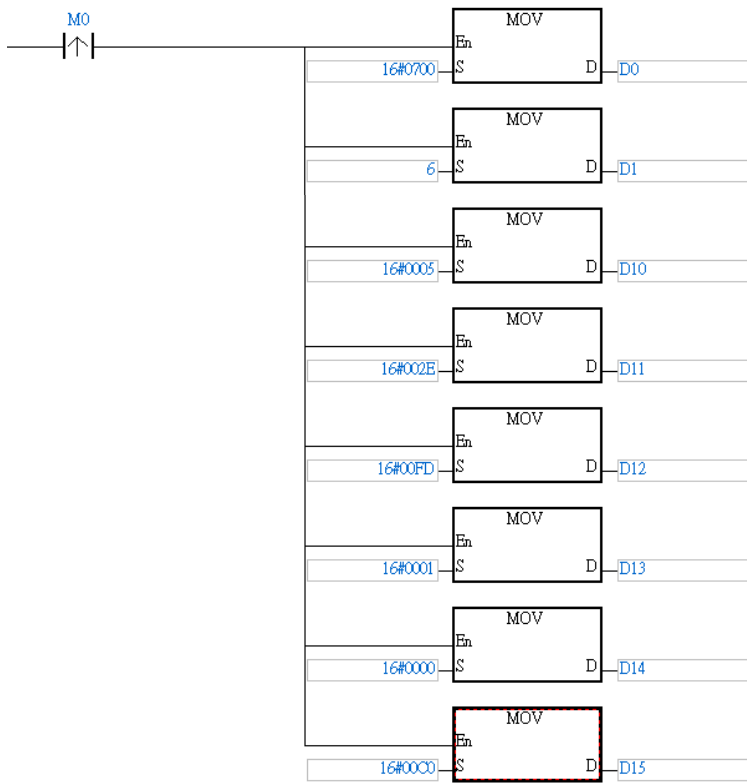 M0
MOV
En
16#0700 S D D0
MOV
En
6 S D D1
MOV
En
16#0005 S D D10
MOV
En
16#002E S D D11
MOV
En
16#00FD S D D12
MOV
En
16#0001 S D D13
MOV
En
16#0000 S D D14
MOV
En
16#00C0 S D D15